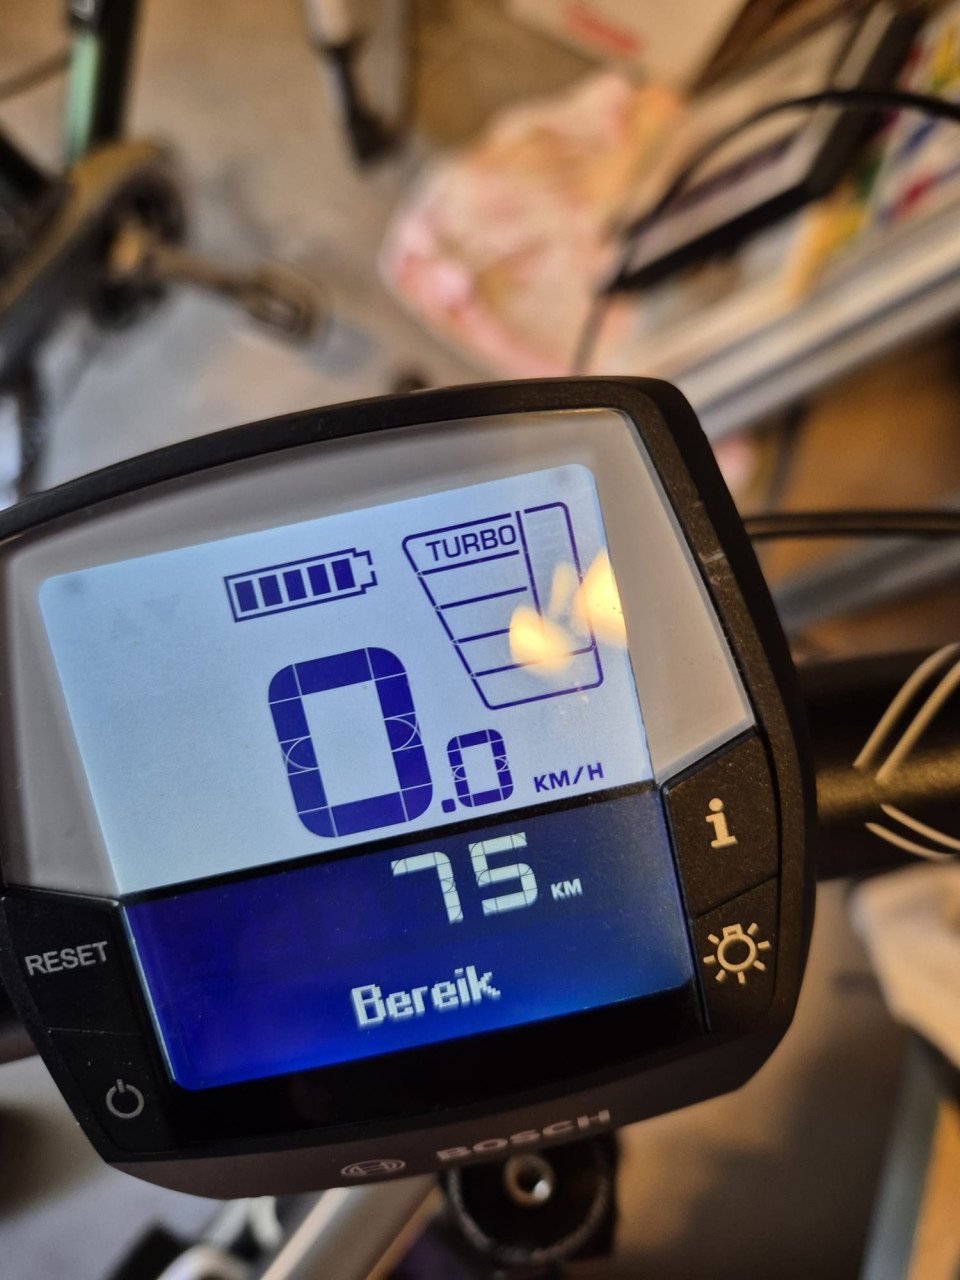 TURBO
0.0 KM/H
75 KM
Bereik
i
RESET
BOSCH